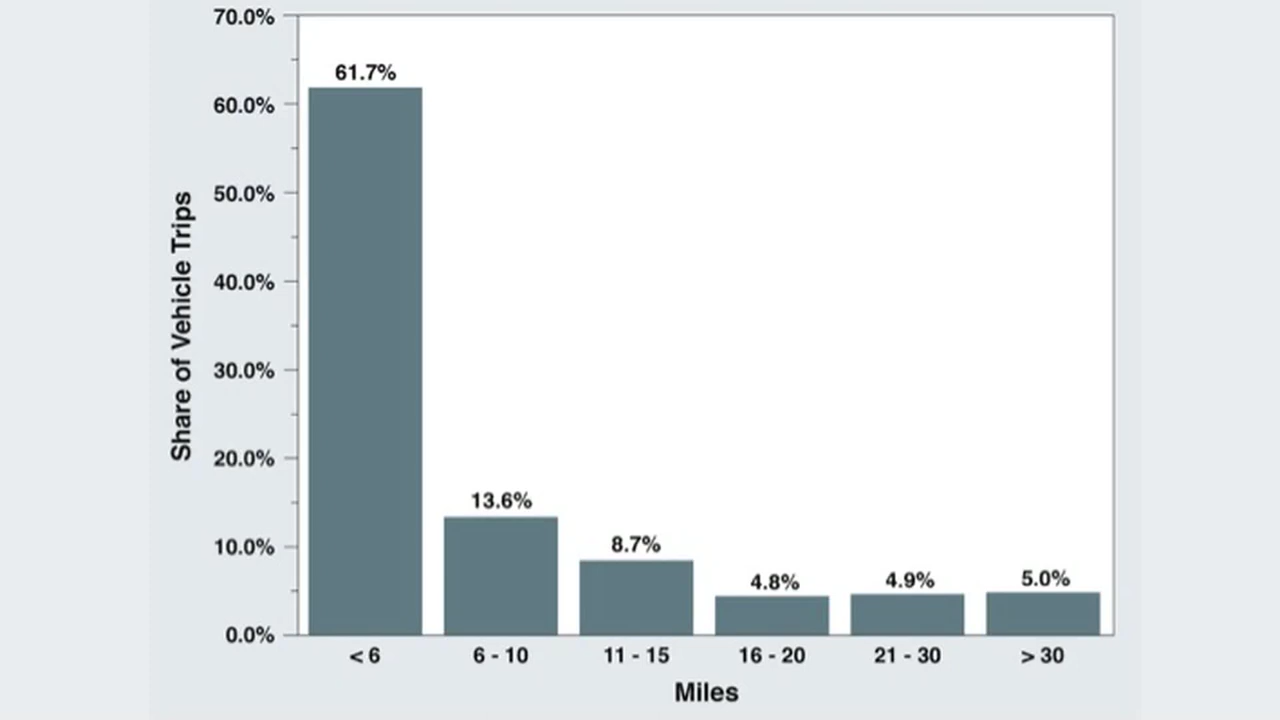 70.0%
61.7%
60.0%
50.0%
40.0%
30.0%
20.0%
13.6%
10.0%
8.7%
4.8%
4.9%
5.0%
0.0%
Share of Vehicle Trips
< 6
6 - 10
11 - 15
16 - 20
21 - 30
> 30
Miles